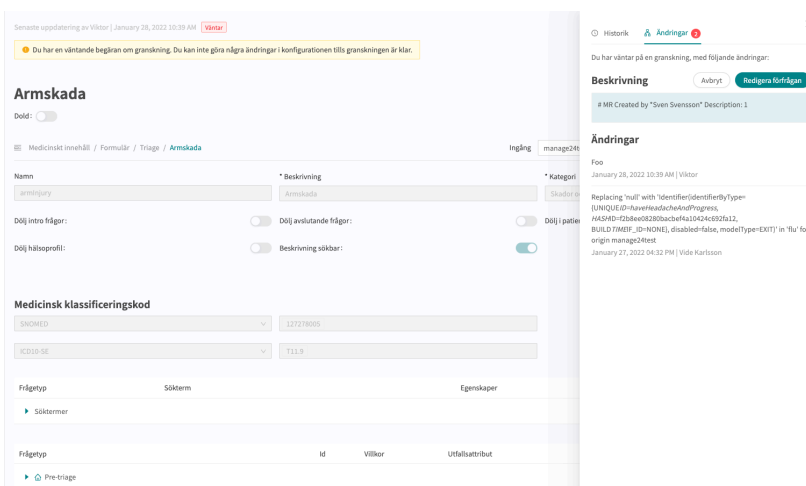 Senaste uppdatering av Viktor | January 28, 2022 10:39 AM Väntar
Du har en väntande begäran om granskning. Du kan inte göra några ändringar i konfigurationen tills granskningen är klar.
Armskada
Dold:
Medicinskt innehåll / Formulär / Triage / Armskada
Ingång manage24t
Namn
* Beskrivning
* Kategori
arminjury
Armskada
Skador o
Dölj intro frågor:
Dölj avslutande frågor:
Dölj i patie
Dölj hälsoprofil:
Beskrivning sökbar:
Medicinsk klassificeringskod
SNOMED
127278005
ICD10-SE
T11.9
Frågetyp Sökterm Egenskaper
Söktermer
Frågetyp Id Villkor Utfallsattribut
Pre-triage
Historik Ändringar 2
Du har väntar på en granskning, med följande ändringar:
Beskrivning Avbryt Redigera förfrågan
# MR Created by "Sven Svensson" Description: 1
Ändringar
Foo
January 28, 2022 10:39 AM | Viktor
Replacing 'null' with 'Identifier(identifierByType=
{UNIQUEID=haveHeadacheAndProgress,
HASHID=f2b8ee08280bacbef4a10424c692fa12,
BUILDTIMEIF_ID=NONE}, disabled=false, modelType=EXIT)' in 'flu' fo
origin manage24test
January 27, 2022 04:32 PM | Vide Karlsson